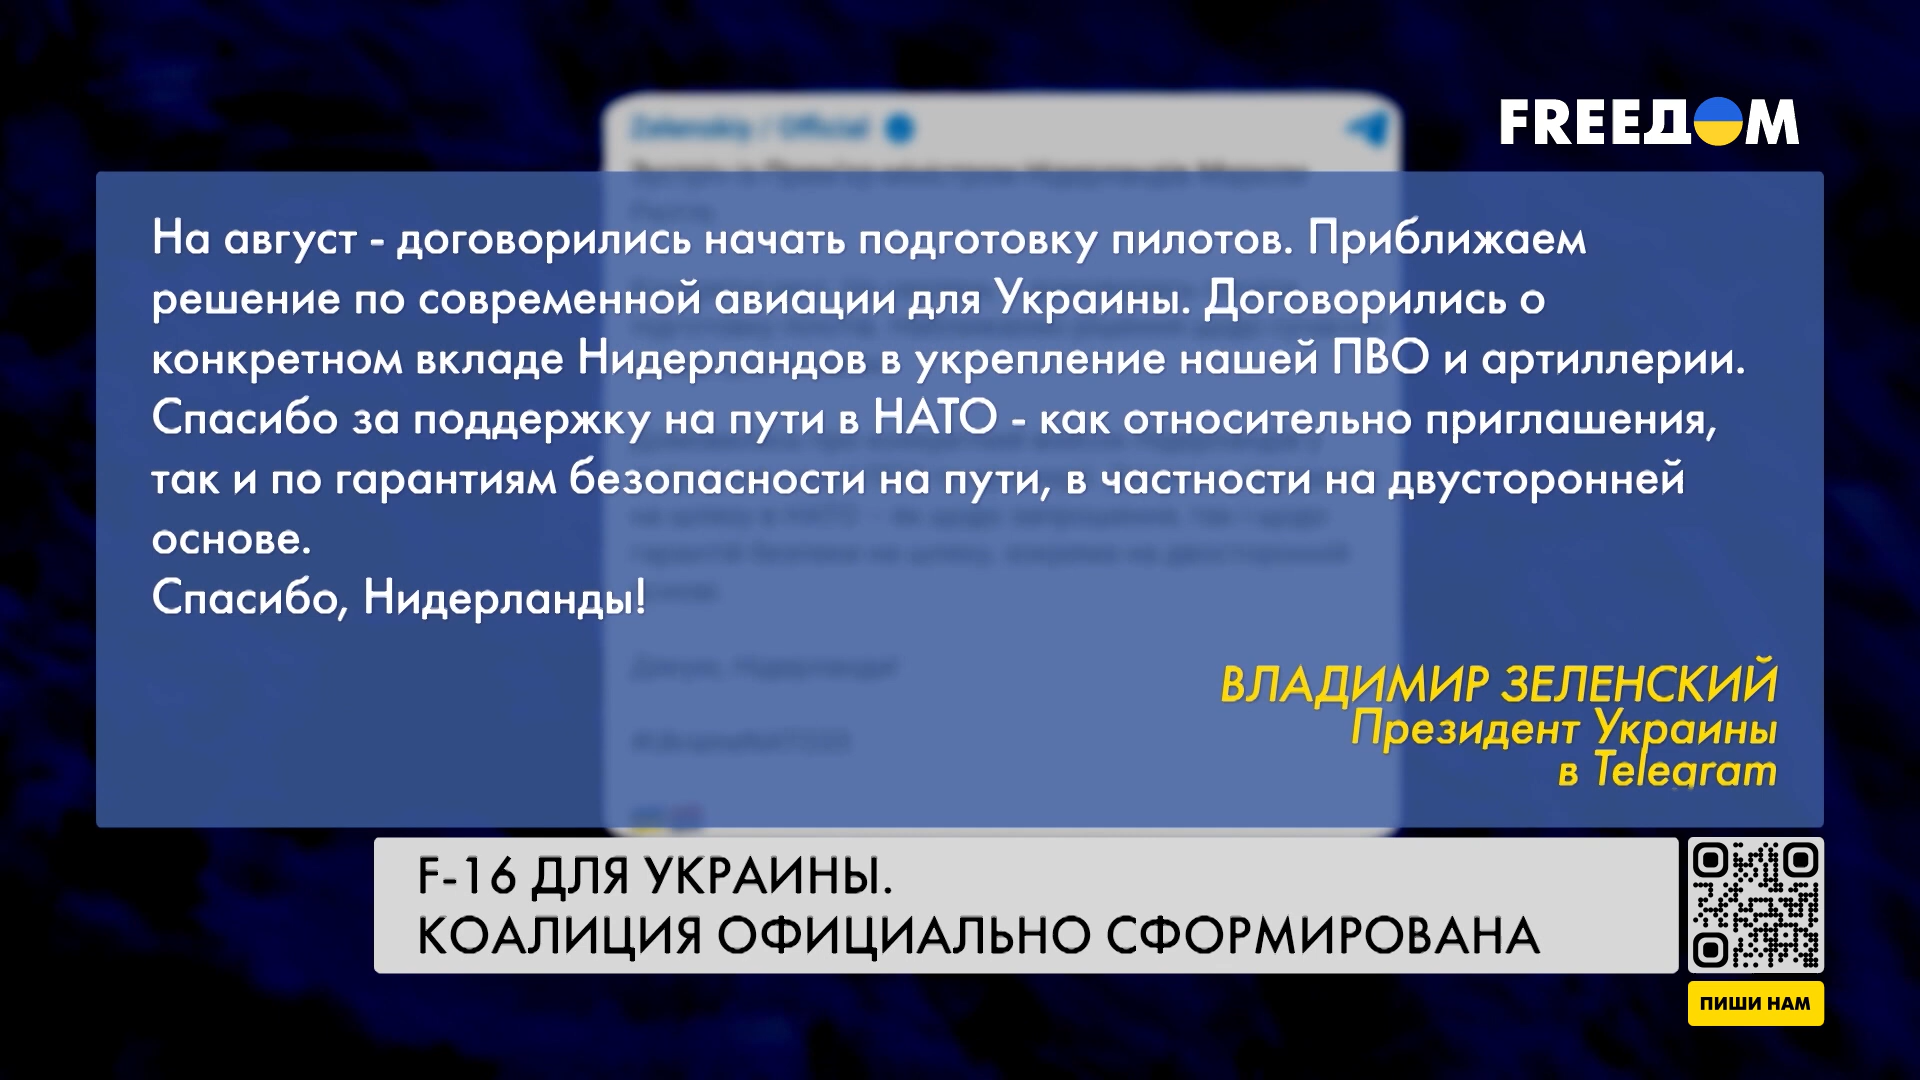 FREEДOM
Zelenskiy / Official
На август - договорились начать подготовку пилотов. Приближаем
решение по современной авиации для Украины. Договорились о
конкретном вкладе Нидерландов в укрепление нашей ПВО и артиллерии.
Спасибо за поддержку на пути в НАТО - как относительно приглашения,
так и по гарантиям безопасности на пути, в частности на двусторонней
основе.
Спасибо, Нидерланды!
ВЛАДИМИР ЗЕЛЕНСКИЙ
Президент Украины
в Telegram
F-16 ДЛЯ УКРАИНЫ.
КОАЛИЦИЯ ОФИЦИАЛЬНО СФОРМИРОВАНА
ПИШИ НАМ